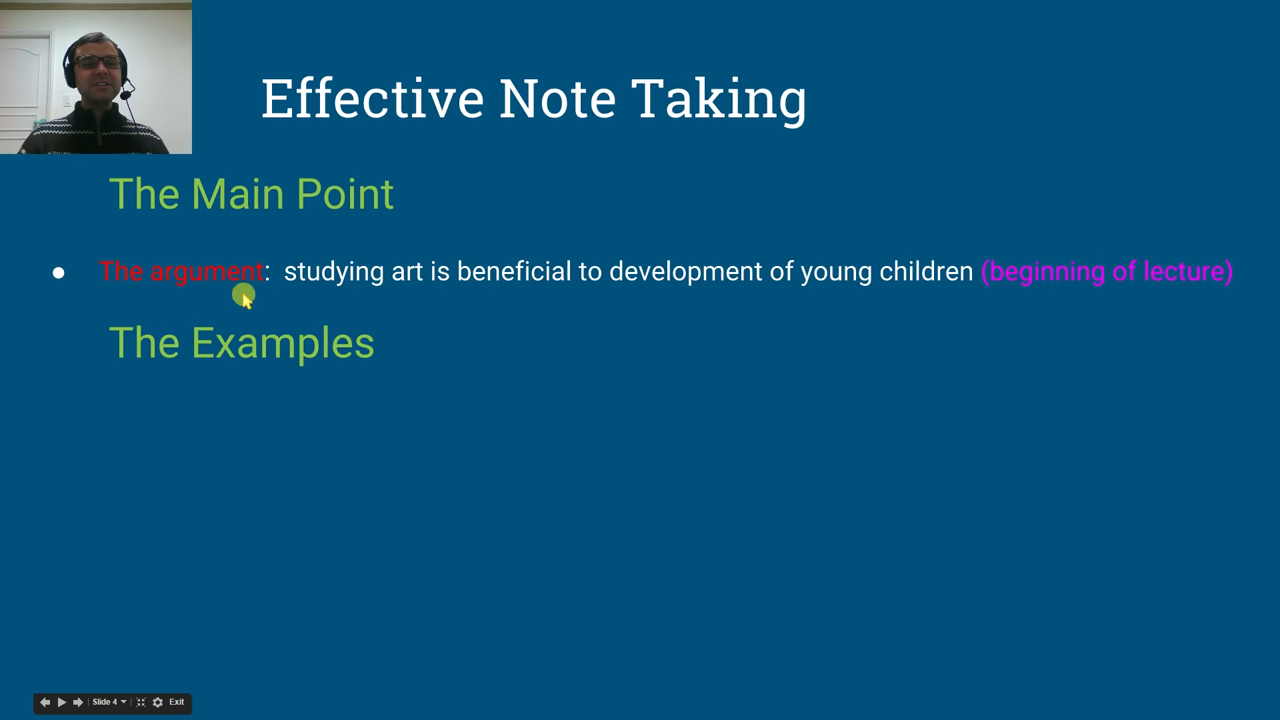 Effective Note Taking
The Main Point
● The argument: studying art is beneficial to development of young children (beginning of lecture)
The Examples
Slide 4 Exit